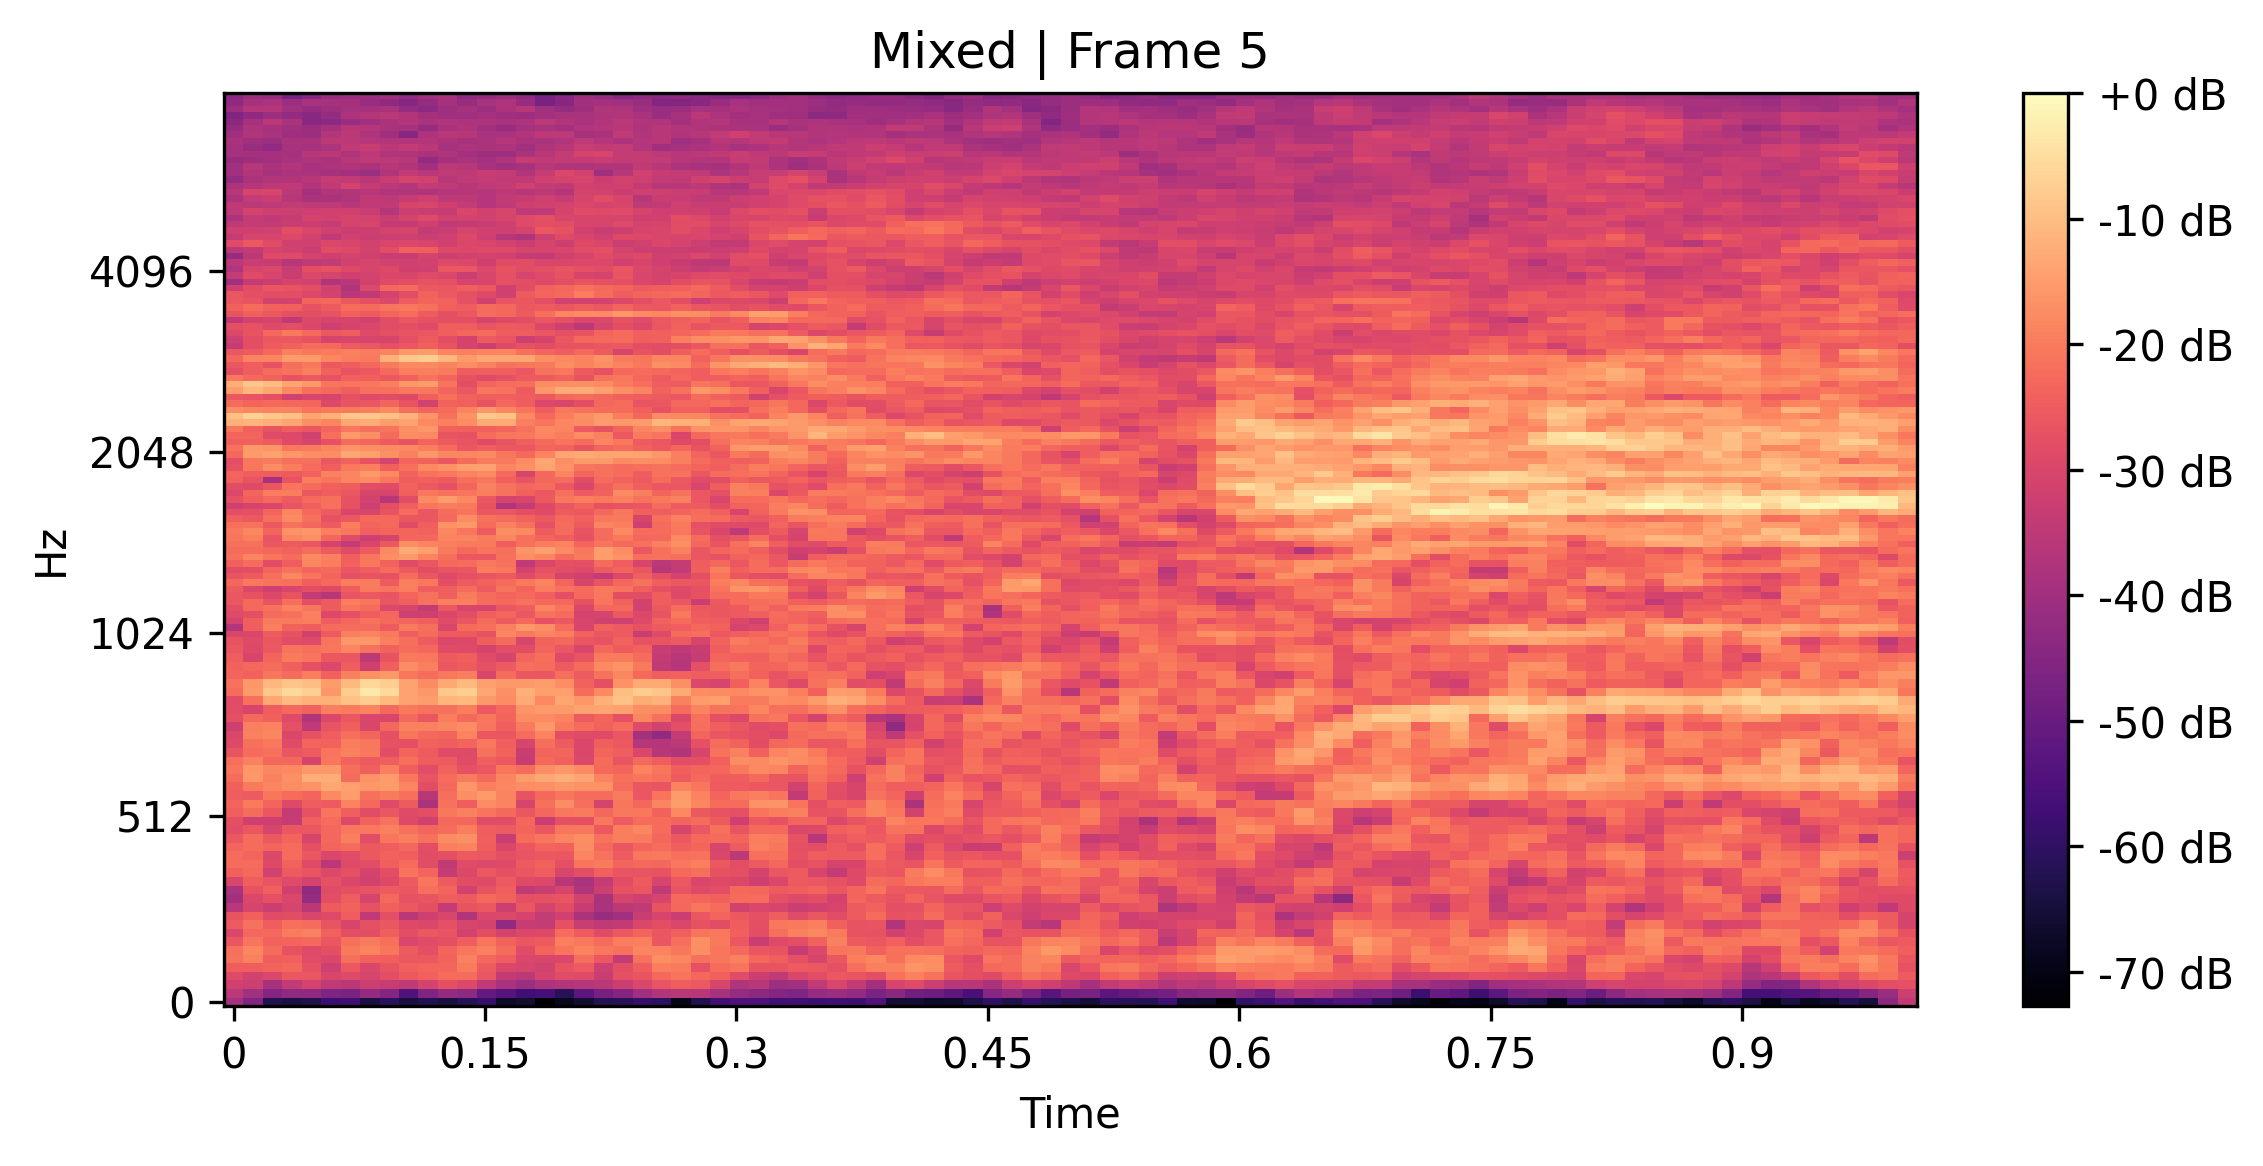 Mixed | Frame 5
Hz
4096
2048
1024
512
0
0 0.15 0.3 0.45 0.6 0.75 0.9
Time
+0 dB
-10 dB
-20 dB
-30 dB
-40 dB
-50 dB
-60 dB
-70 dB